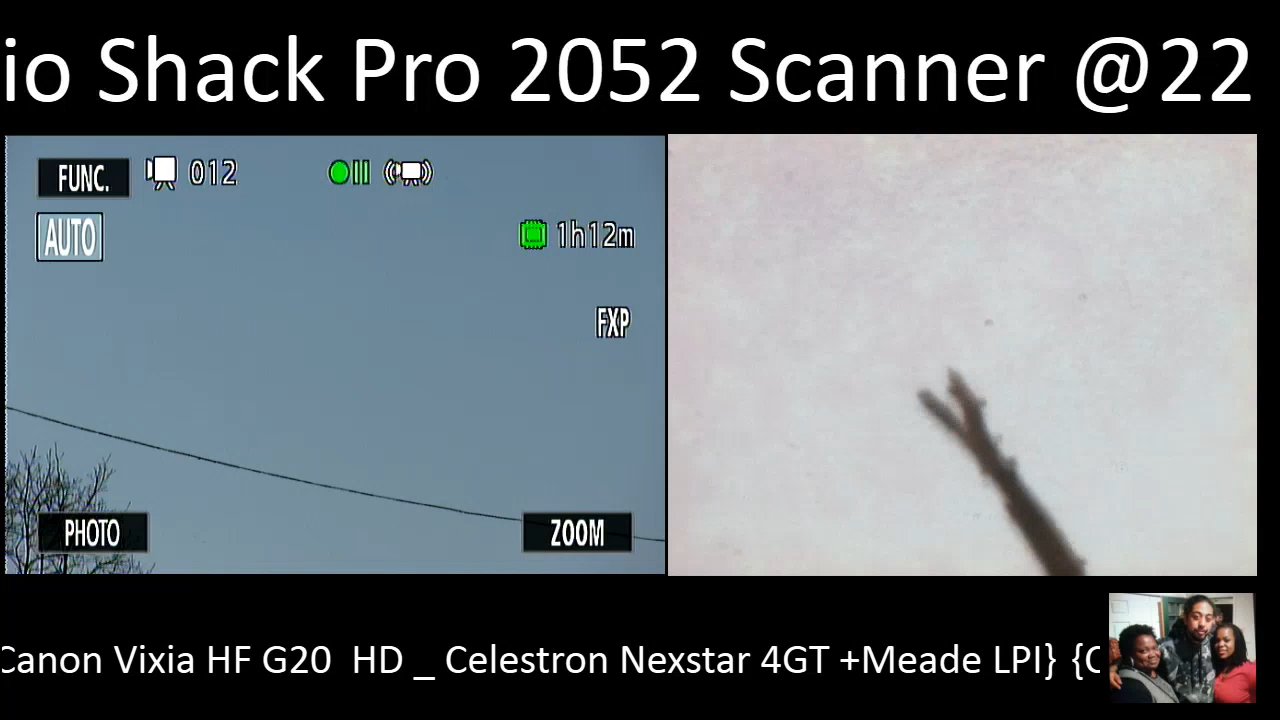 io Shack Pro 2052 Scanner @22
FUNC. 012
AUTO
1h12m
FXP
PHOTO ZOOM
Canon Vixia HF G20 HD _ Celestron Nexstar 4GT +Meade LPI} {C